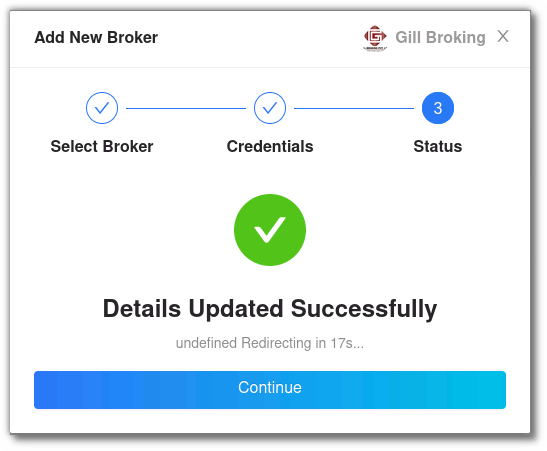 Add New Broker
Gill Broking
3
Select Broker
Credentials
Status
Details Updated Successfully
undefined Redirecting in 17s...
Continue